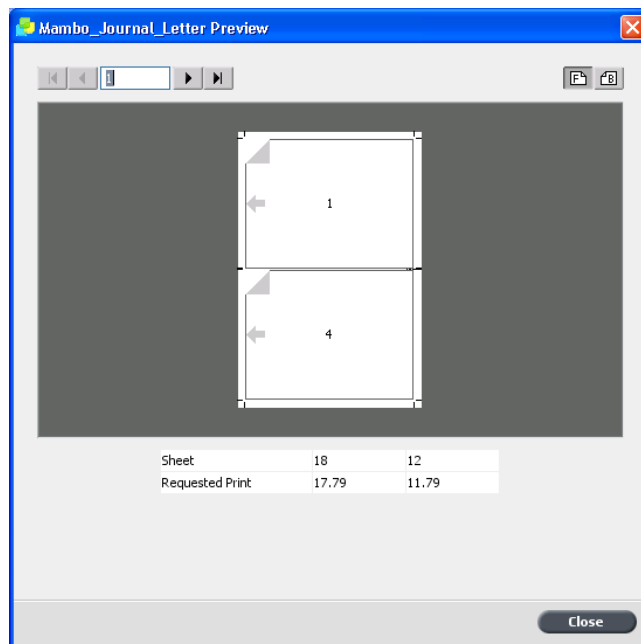 Mambo_Journal_Letter Preview
1
F B
1
4
Sheet 18 12
Requested Print 17.79 11.79
Close